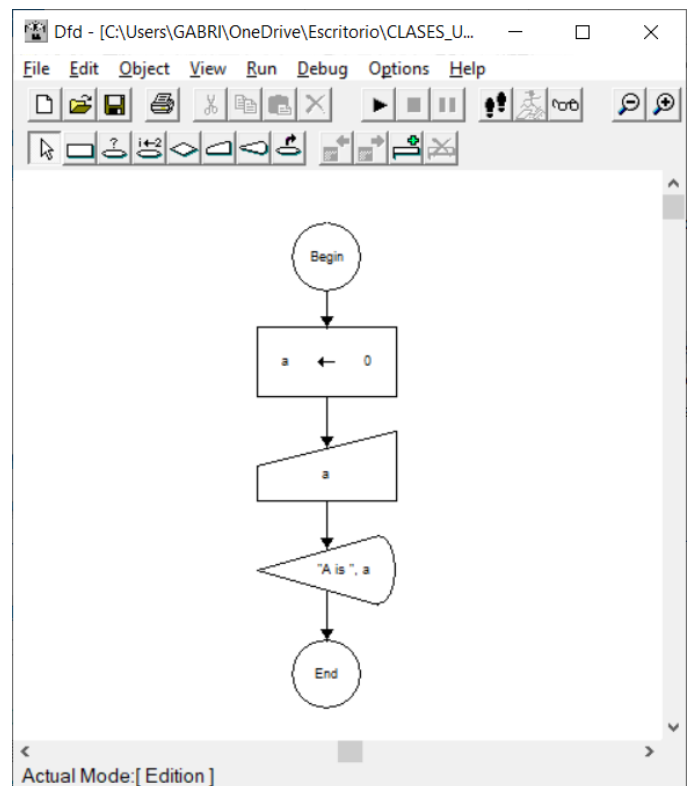 Dfd - [C:\Users\GABRI\OneDrive\Escritorio\CLASES_U...
File Edit Object View Run Debug Options Help
? i←2
Begin
a ← 0
a
"A is ", a
End
Actual Mode:[ Edition ]